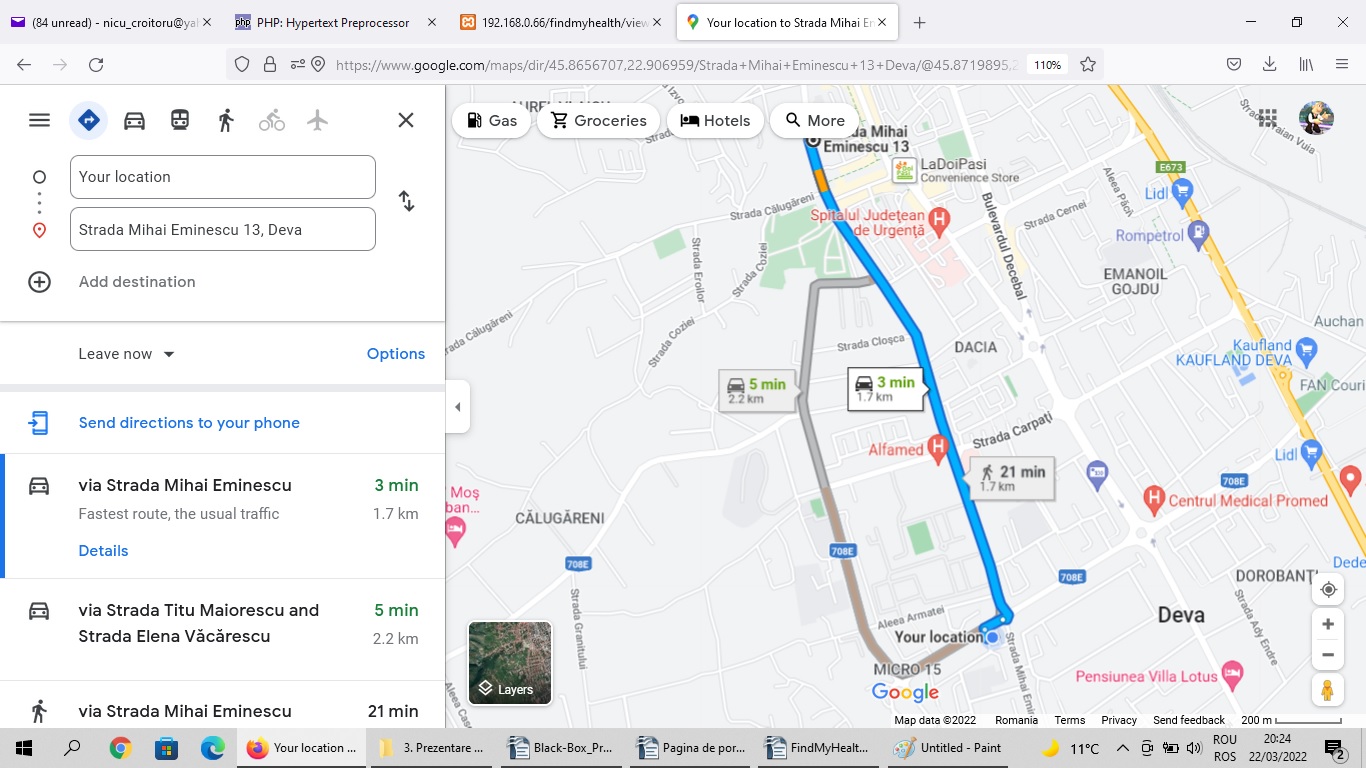 (84 unread) - nicu_croitoru@ya
PHP: Hypertext Preprocessor
192.168.0.66/findmyhealth/view
Your location to Strada Mihai Em
https://www.google.com/maps/dir/45.8656707,22.906959/Strada+Mihai+Eminescu+13+Deva/@45.8719895,2
110%
Your location
Strada Mihai Eminescu 13, Deva
Add destination
Leave now
Options
Send directions to your phone
via Strada Mihai Eminescu
3 min
Fastest route, the usual traffic
1.7 km
Details
via Strada Titu Maiorescu and
Strada Elena Văcărescu
5 min
2.2 km
via Strada Mihai Eminescu
21 min
Gas
Groceries
Hotels
More
Strada Mihai
Eminescu 13
LaDoiPasi
Convenience Store
E673
Aleea Păcii
Lidl
Strada Călugăreni
Spitalul Județean
de Urgență
Bulevardul Decebal
Strada Cernei
Rompetrol
Strada Eroilor
Strada Coziei
EMANOIL
GOJDU
Strada Coziei
Strada Cloșca
DACIA
Auchan
Kaufland
KAUFLAND DEVA
5 min
2.2 km
3 min
1.7 km
FAN Couri
Strada Carpați
Alfamed
21 min
1.7 km
Lidl
708E
Centrul Medical Promed
Moș
CĂLUGĂRENI
708E
708E
708E
Strada Granitului
Aleea Armatei
Your location
Strada Mihai Em
DOROBANȚI
Deva
Strada Ady Endre
MICRO 15
Pensiunea Villa Lotus
Layers
Google
Map data ©2022
Romania
Terms
Privacy
Send feedback
200 m
Your location ...
3. Prezentare ...
Black-Box_Pr...
Pagina de por...
FindMyHealt...
Untitled - Paint
11°C
ROU
ROS
20:24
22/03/2022
2